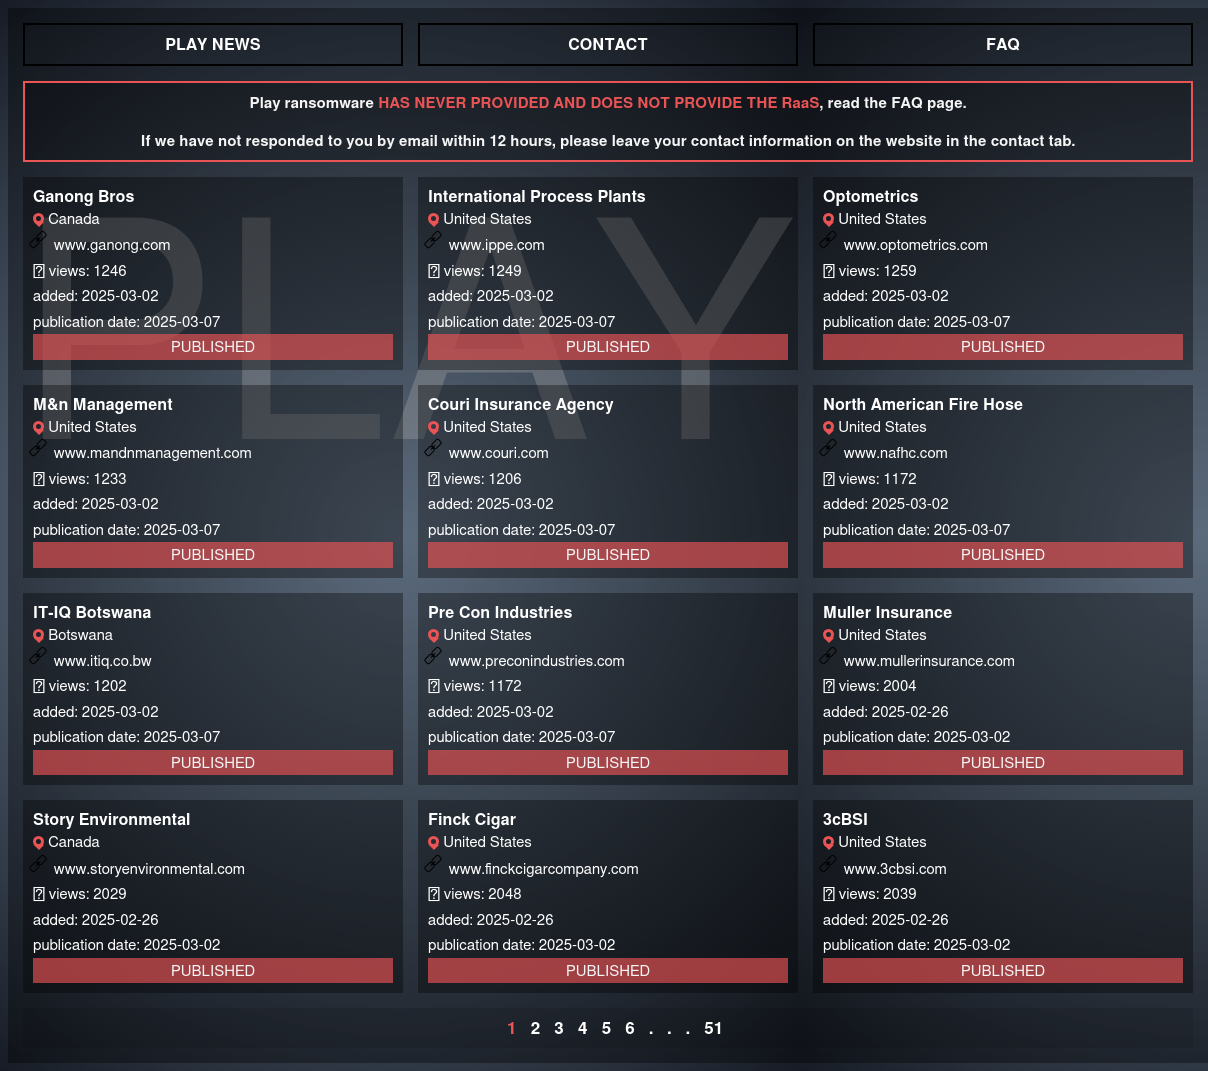 PLAY NEWS
CONTACT
FAQ
Play ransomware HAS NEVER PROVIDED AND DOES NOT PROVIDE THE RaaS, read the FAQ page.
If we have not responded to you by email within 12 hours, please leave your contact information on the website in the contact tab.
PLAY
Ganong Bros
Canada
www.ganong.com
views: 1246
added: 2025-03-02
publication date: 2025-03-07
PUBLISHED
International Process Plants
United States
www.ippe.com
views: 1249
added: 2025-03-02
publication date: 2025-03-07
PUBLISHED
Optometrics
United States
www.optometrics.com
views: 1259
added: 2025-03-02
publication date: 2025-03-07
PUBLISHED
M&n Management
United States
www.mandnmanagement.com
views: 1233
added: 2025-03-02
publication date: 2025-03-07
PUBLISHED
Couri Insurance Agency
United States
www.couri.com
views: 1206
added: 2025-03-02
publication date: 2025-03-07
PUBLISHED
North American Fire Hose
United States
www.nafhc.com
views: 1172
added: 2025-03-02
publication date: 2025-03-07
PUBLISHED
IT-IQ Botswana
Botswana
www.itiq.co.bw
views: 1202
added: 2025-03-02
publication date: 2025-03-07
PUBLISHED
Pre Con Industries
United States
www.preconindustries.com
views: 1172
added: 2025-03-02
publication date: 2025-03-07
PUBLISHED
Muller Insurance
United States
www.mullerinsurance.com
views: 2004
added: 2025-02-26
publication date: 2025-03-02
PUBLISHED
Story Environmental
Canada
www.storyenvironmental.com
views: 2029
added: 2025-02-26
publication date: 2025-03-02
PUBLISHED
Finck Cigar
United States
www.finckcigarcompany.com
views: 2048
added: 2025-02-26
publication date: 2025-03-02
PUBLISHED
3cBSI
United States
www.3cbsi.com
views: 2039
added: 2025-02-26
publication date: 2025-03-02
PUBLISHED
1 2 3 4 5 6 . . . 51